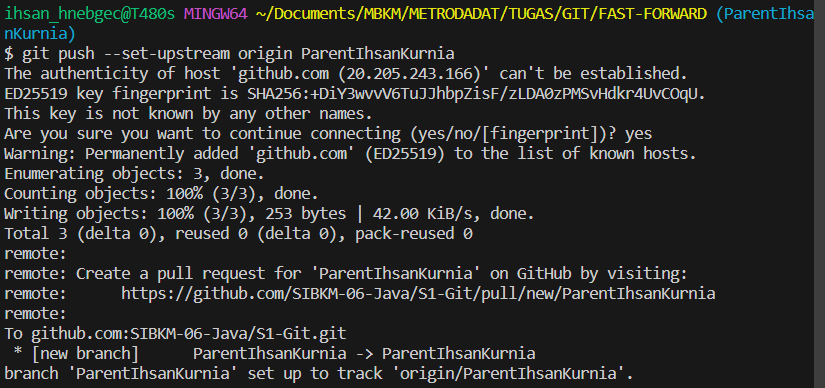 ihsan_hnebgec@T480s MINGW64 ~/Documents/MBKM/METRODADAT/TUGAS/GIT/FAST-FORWARD (ParentIhsa
nKurnia)
$ git push --set-upstream origin ParentIhsanKurnia
The authenticity of host 'github.com (20.205.243.166)' can't be established.
ED25519 key fingerprint is SHA256:+DiY3wvvV6TuJJhbpZisF/zLDA0zPMSvHdkr4UvCOqU.
This key is not known by any other names.
Are you sure you want to continue connecting (yes/no/[fingerprint])? yes
Warning: Permanently added 'github.com' (ED25519) to the list of known hosts.
Enumerating objects: 3, done.
Counting objects: 100% (3/3), done.
Writing objects: 100% (3/3), 253 bytes | 42.00 KiB/s, done.
Total 3 (delta 0), reused 0 (delta 0), pack-reused 0
remote:
remote: Create a pull request for 'ParentIhsanKurnia' on GitHub by visiting:
remote:      https://github.com/SIBKM-06-Java/S1-Git/pull/new/ParentIhsanKurnia
remote:
To github.com:SIBKM-06-Java/S1-Git.git
 * [new branch]      ParentIhsanKurnia -> ParentIhsanKurnia
branch 'ParentIhsanKurnia' set up to track 'origin/ParentIhsanKurnia'.